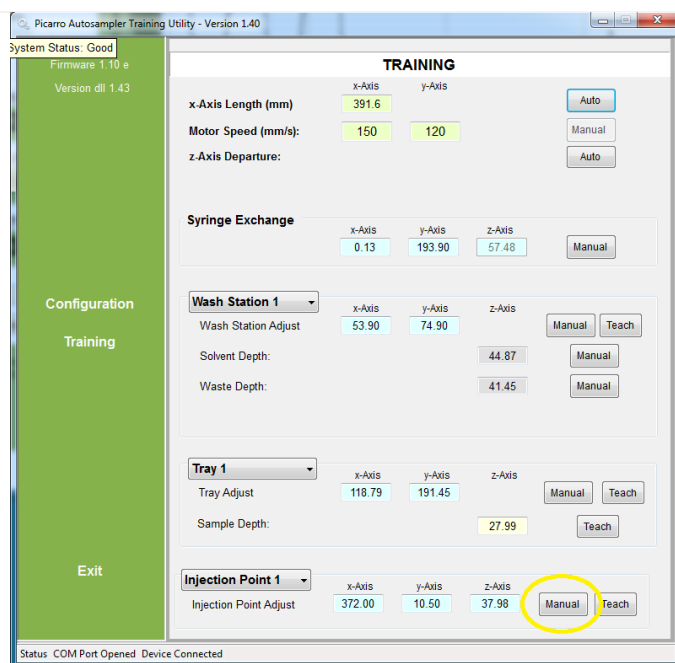 Picarro Autosampler Training Utility - Version 1.40
System Status: Good
Firmware 1.10 e
Version dll 1.43
Configuration
Training
Exit
TRAINING
x-Axis y-Axis
x-Axis Length (mm) 391.6 Auto
Motor Speed (mm/s): 150 120 Manual
z-Axis Departure: Auto
Syringe Exchange
x-Axis y-Axis z-Axis
0.13 193.90 57.48 Manual
Wash Station 1
x-Axis y-Axis z-Axis
Wash Station Adjust 53.90 74.90 Manual Teach
Solvent Depth: 44.87 Manual
Waste Depth: 41.45 Manual
Tray 1
x-Axis y-Axis z-Axis
Tray Adjust 118.79 191.45 Manual Teach
Sample Depth: 27.99 Teach
Injection Point 1
x-Axis y-Axis z-Axis
Injection Point Adjust 372.00 10.50 37.98 Manual Teach
Status COM Port Opened Device Connected